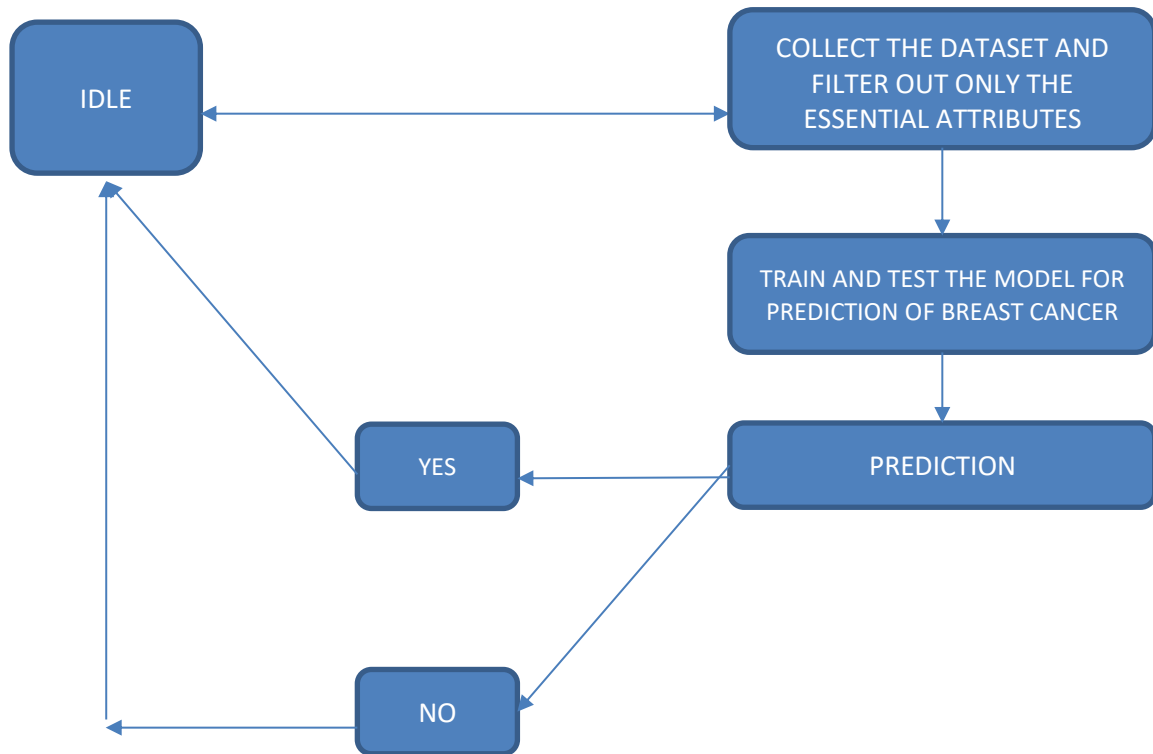 IDLE
COLLECT THE DATASET AND
FILTER OUT ONLY THE
ESSENTIAL ATTRIBUTES
TRAIN AND TEST THE MODEL FOR
PREDICTION OF BREAST CANCER
YES
PREDICTION
NO